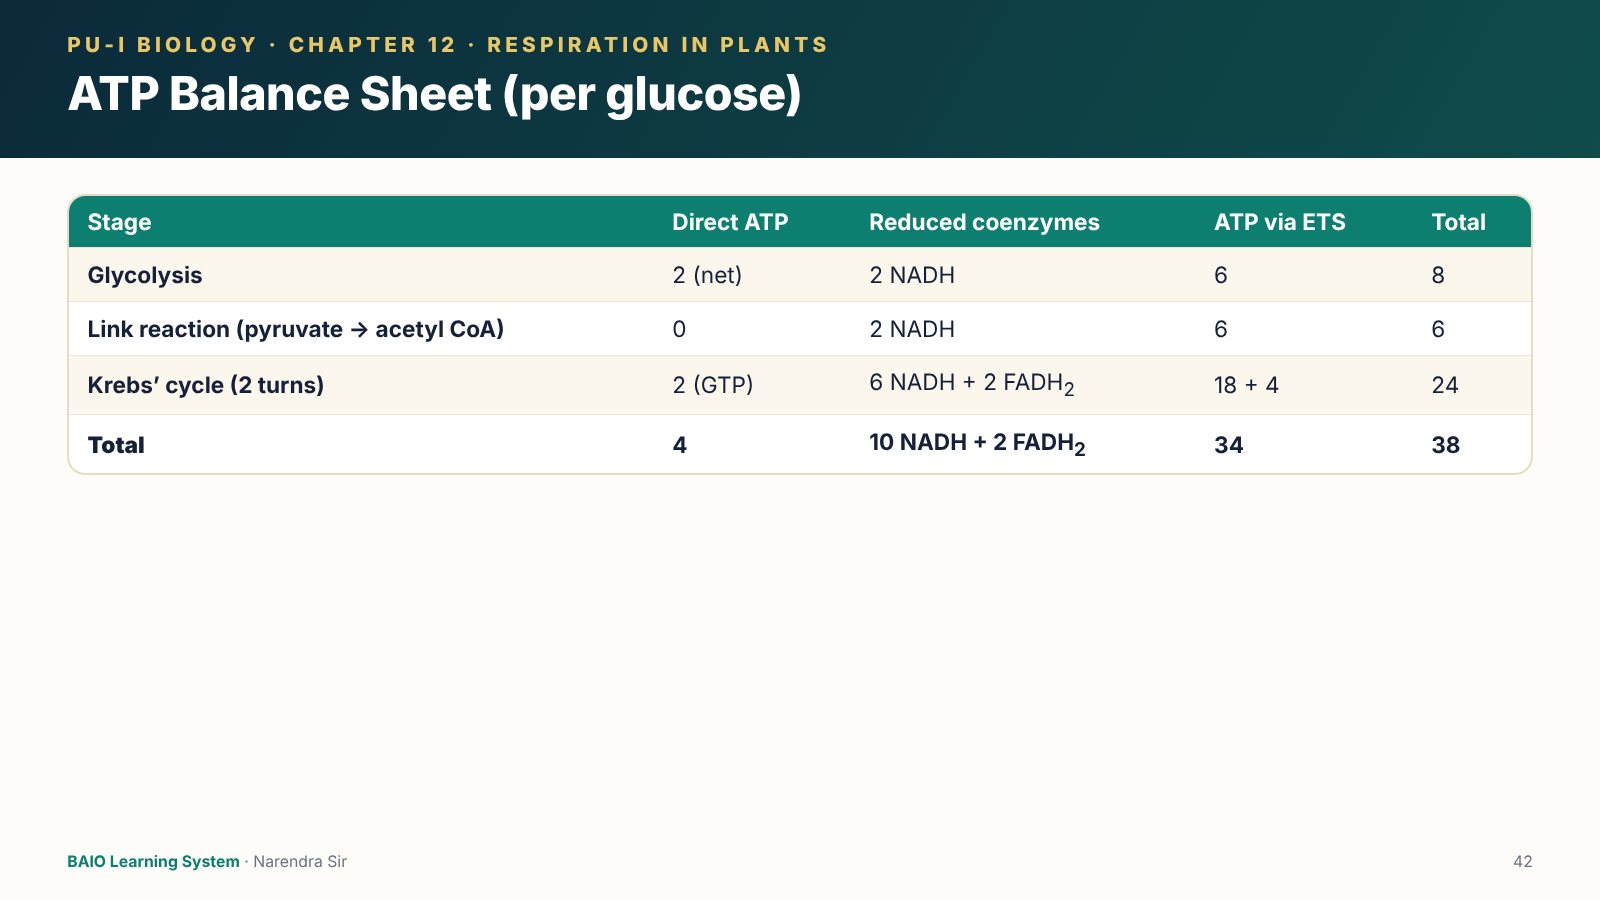 PU-I BIOLOGY · CHAPTER 12 · RESPIRATION IN PLANTS
ATP Balance Sheet (per glucose)
Stage Direct ATP Reduced coenzymes ATP via ETS Total
Glycolysis 2 (net) 2 NADH 6 8
Link reaction (pyruvate → acetyl CoA) 0 2 NADH 6 6
Krebs’ cycle (2 turns) 2 (GTP) 6 NADH + 2 FADH₂ 18 + 4 24
Total 4 10 NADH + 2 FADH₂ 34 38
BAIO Learning System · Narendra Sir 42